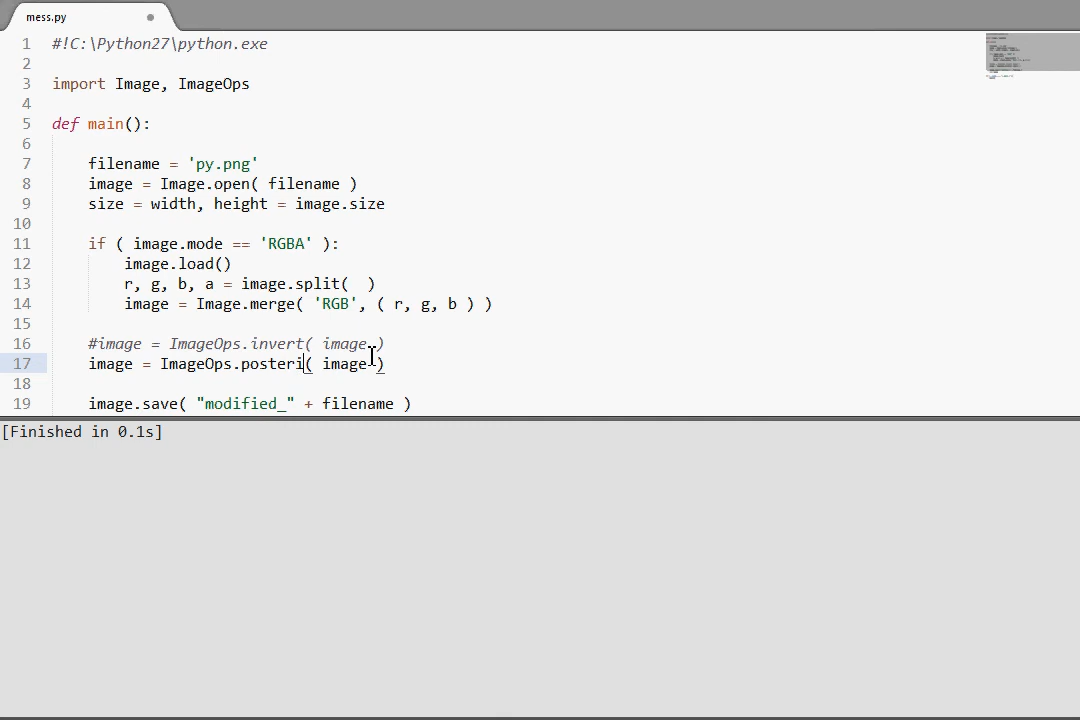 mess.py
1 #!C:\Python27\python.exe
2
3 import Image, ImageOps
4
5 def main():
6
7 filename = 'py.png'
8 image = Image.open( filename )
9 size = width, height = image.size
10
11 if ( image.mode == 'RGBA' ):
12 image.load()
13 r, g, b, a = image.split(  )
14 image = Image.merge( 'RGB', ( r, g, b ) )
15
16 #image = ImageOps.invert( image )
17 image = ImageOps.posteri( image )
18
19 image.save( "modified_" + filename )
[Finished in 0.1s]